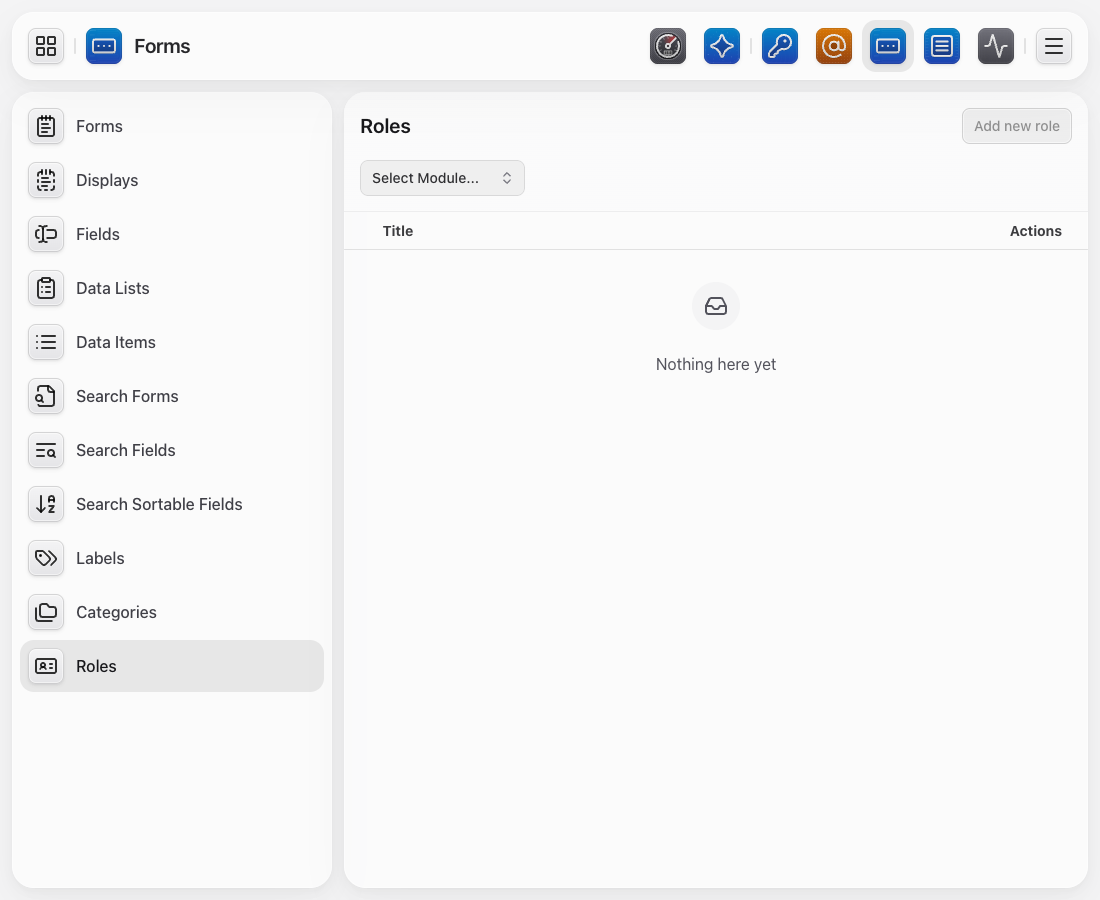 Forms
Forms
Displays
Fields
Data Lists
Data Items
Search Forms
Search Fields
Search Sortable Fields
Labels
Categories
Roles
Roles
Add new role
Select Module...
Title
Actions
Nothing here yet